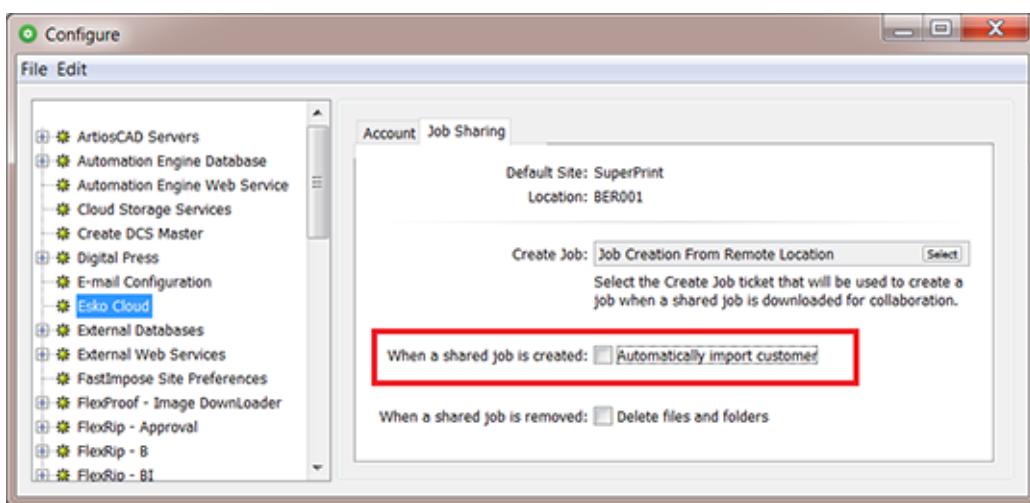 Configure
File Edit
ArtiosCAD Servers
Automation Engine Database
Automation Engine Web Service
Cloud Storage Services
Create DCS Master
Digital Press
E-mail Configuration
Esko Cloud
External Databases
External Web Services
FastImpose Site Preferences
FlexProof - Image DownLoader
FlexRip - Approval
FlexRip - B
FlexRip - BI
Account Job Sharing
Default Site: SuperPrint
Location: BER001
Create Job: Job Creation From Remote Location Select
Select the Create Job ticket that will be used to create a
job when a shared job is downloaded for collaboration.
When a shared job is created: Automatically import customer
When a shared job is removed: Delete files and folders